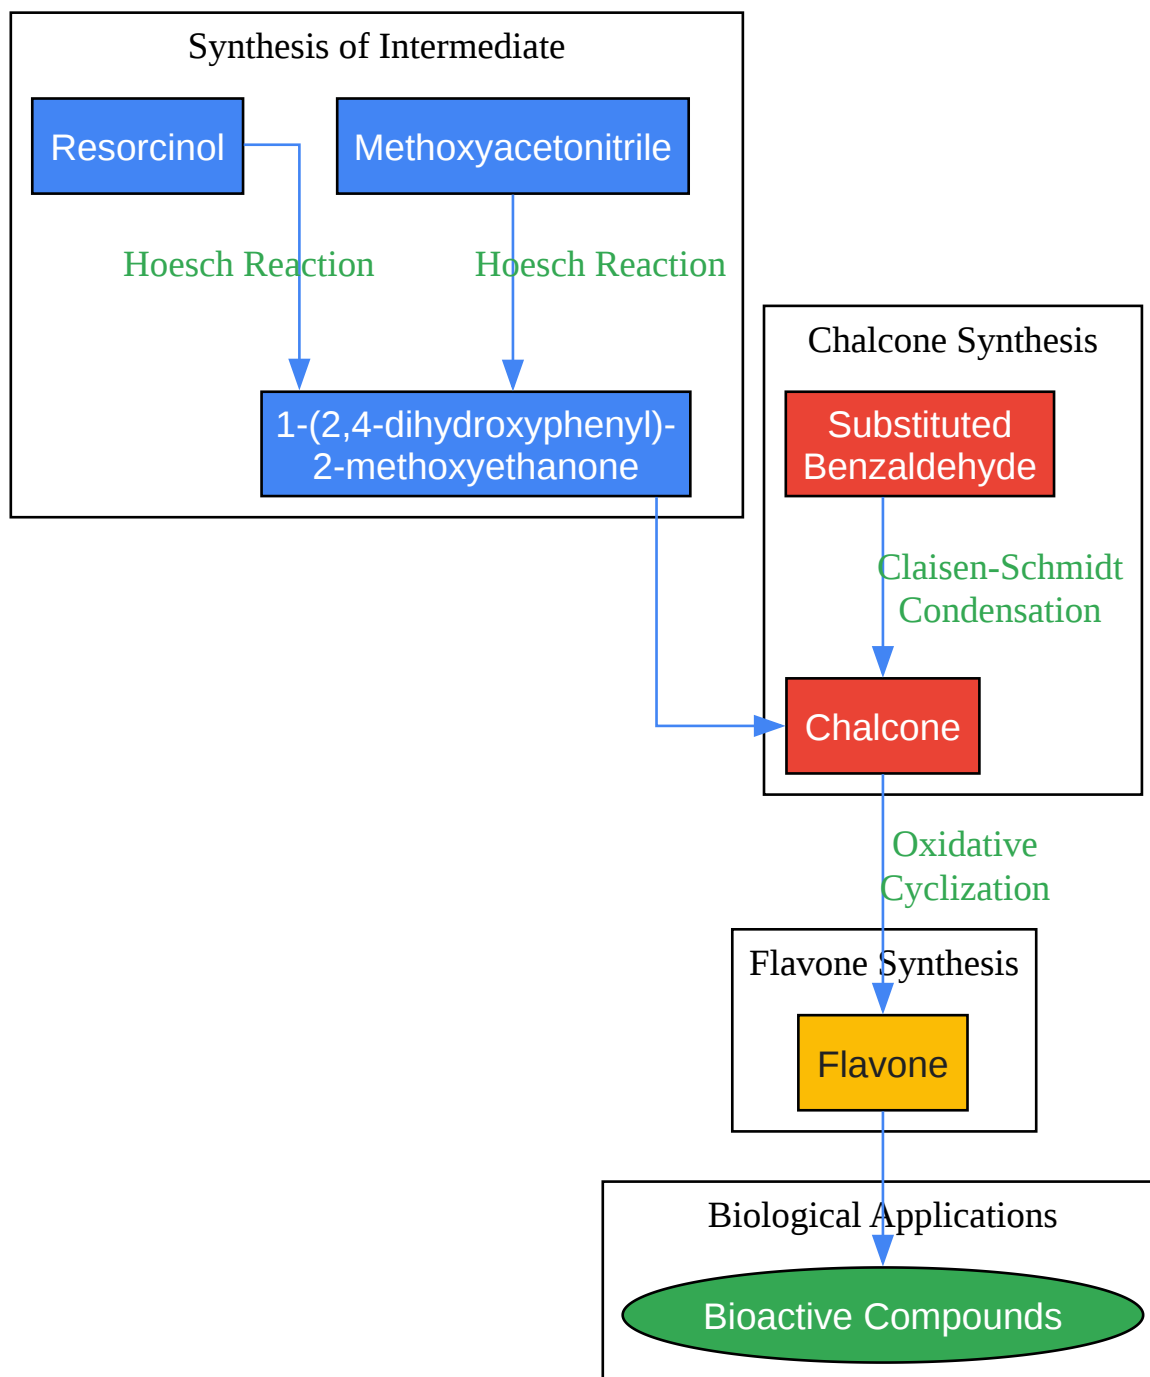 Synthesis of Intermediate
Resorcinol
Methoxyacetonitrile
Hoesch Reaction
Hoesch Reaction
1-(2,4-dihydroxyphenyl)-
2-methoxyethanone
Chalcone Synthesis
Substituted
Benzaldehyde
Claisen-Schmidt
Condensation
Chalcone
Oxidative
Cyclization
Flavone Synthesis
Flavone
Biological Applications
Bioactive Compounds